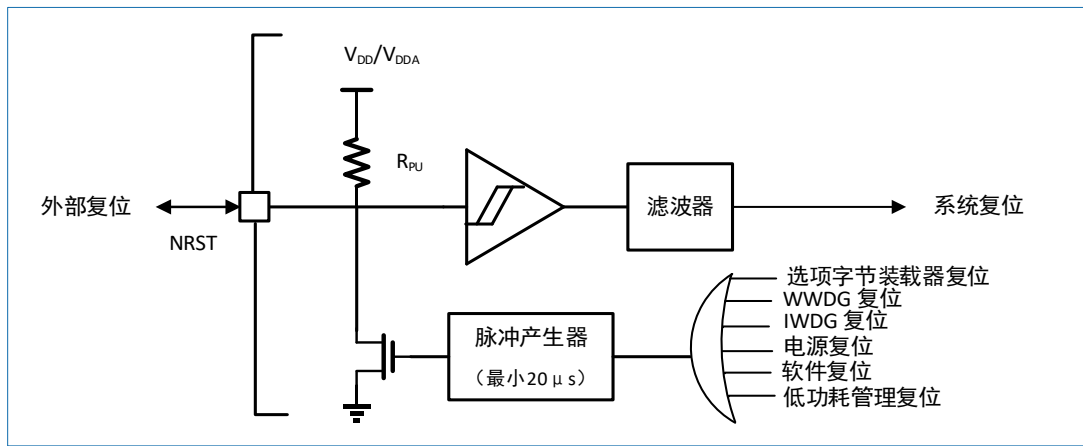 VDD/VDDA
RPU
外部复位
NRST
滤波器
系统复位
脉冲产生器
（最小20μs）
选项字节装载器复位
WWDG 复位
IWDG 复位
电源复位
软件复位
低功耗管理复位